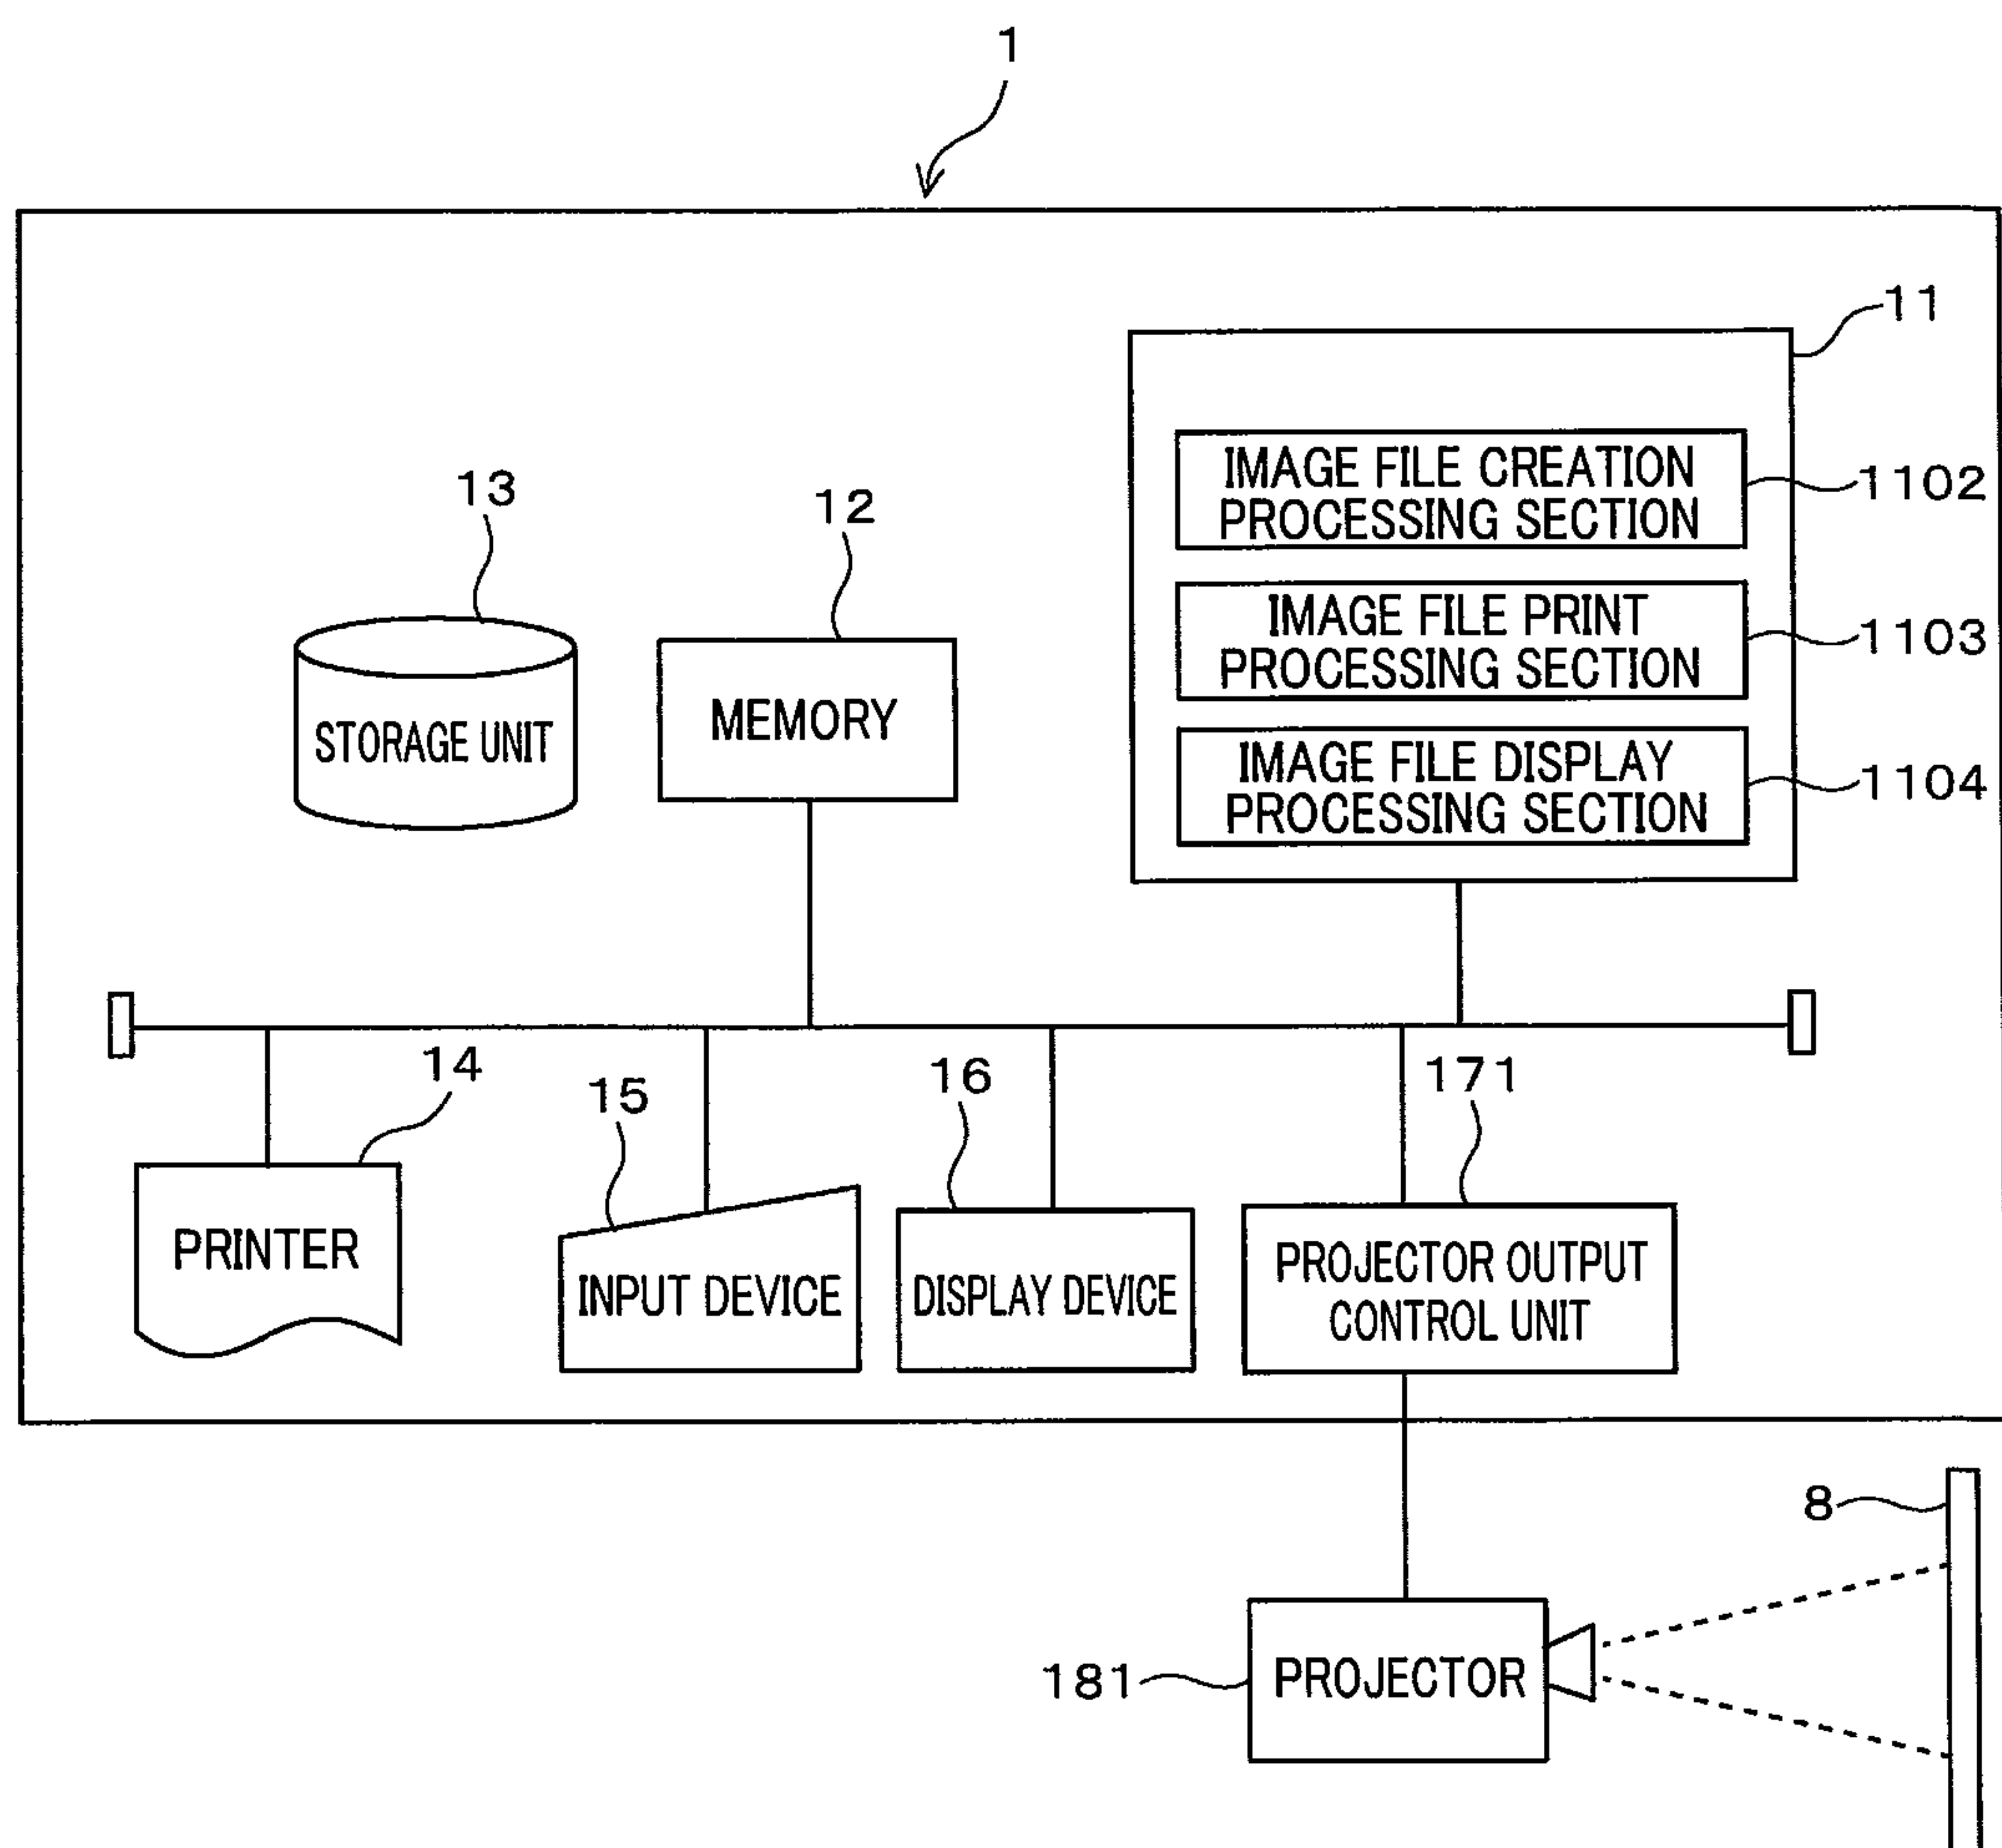 1
11
IMAGE FILE CREATION
PROCESSING SECTION
1102
13
12
IMAGE FILE PRINT
PROCESSING SECTION
1103
STORAGE UNIT
MEMORY
IMAGE FILE DISPLAY
PROCESSING SECTION
1104
14
15
16
171
PRINTER
INPUT DEVICE
DISPLAY DEVICE
PROJECTOR OUTPUT
CONTROL UNIT
8
181
PROJECTOR